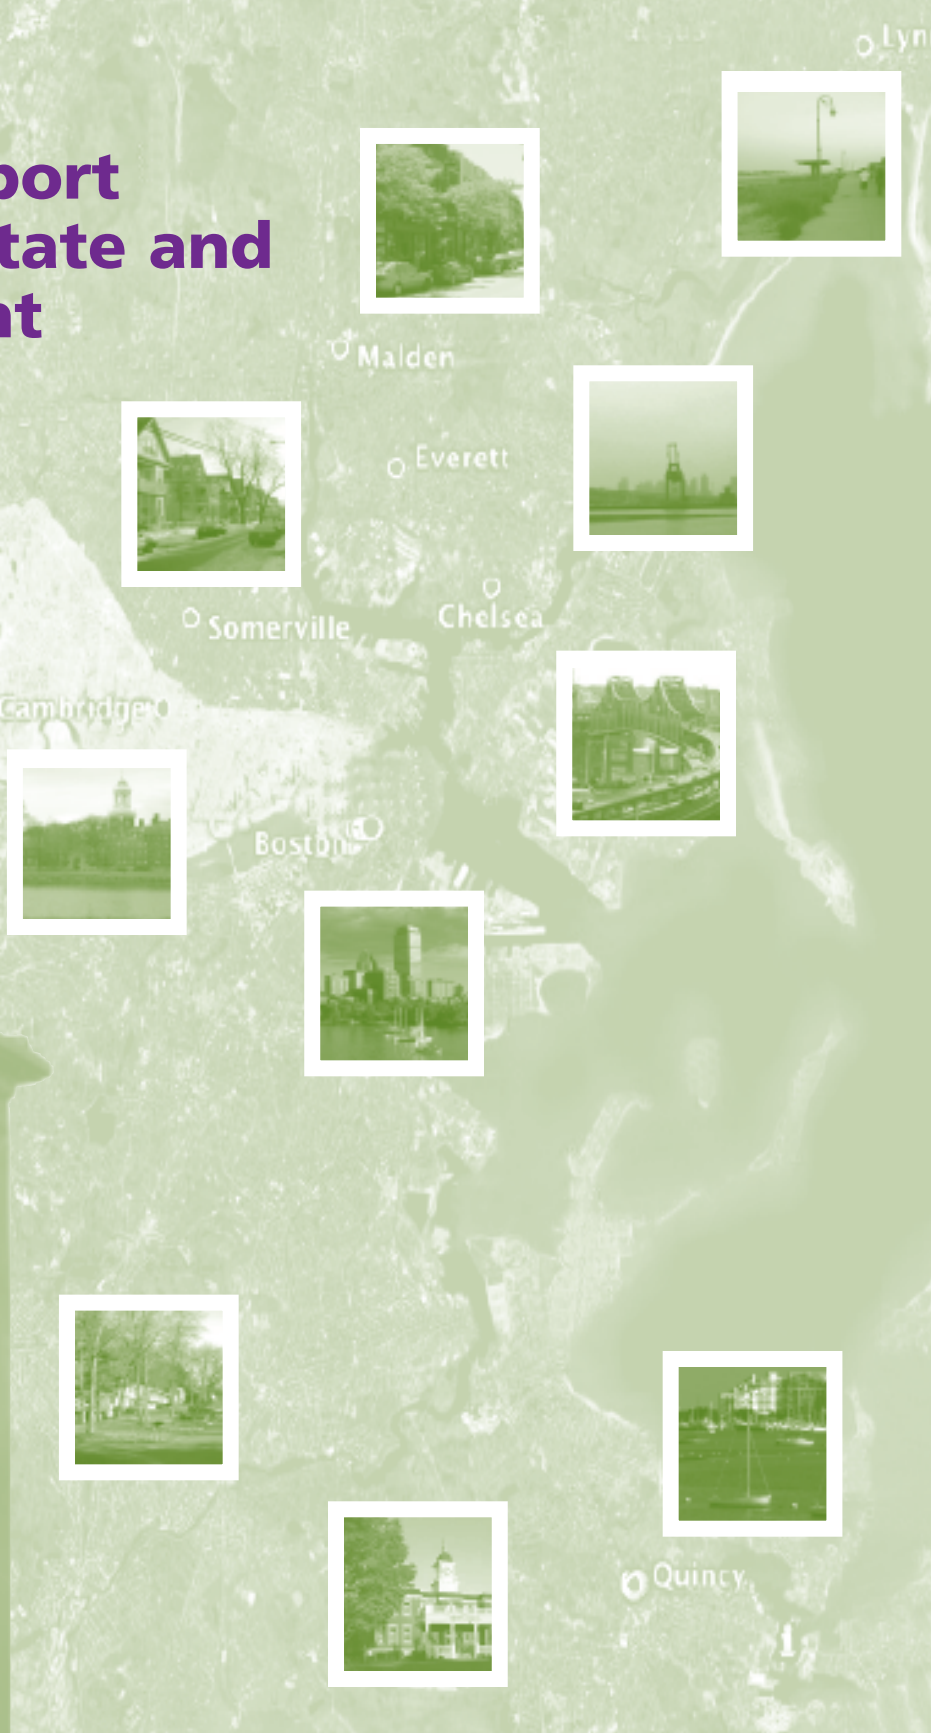 Lyn
port
tate and
nt
Malden
Everett
Chelsea
Somerville
Cambridge
Boston
Quincy